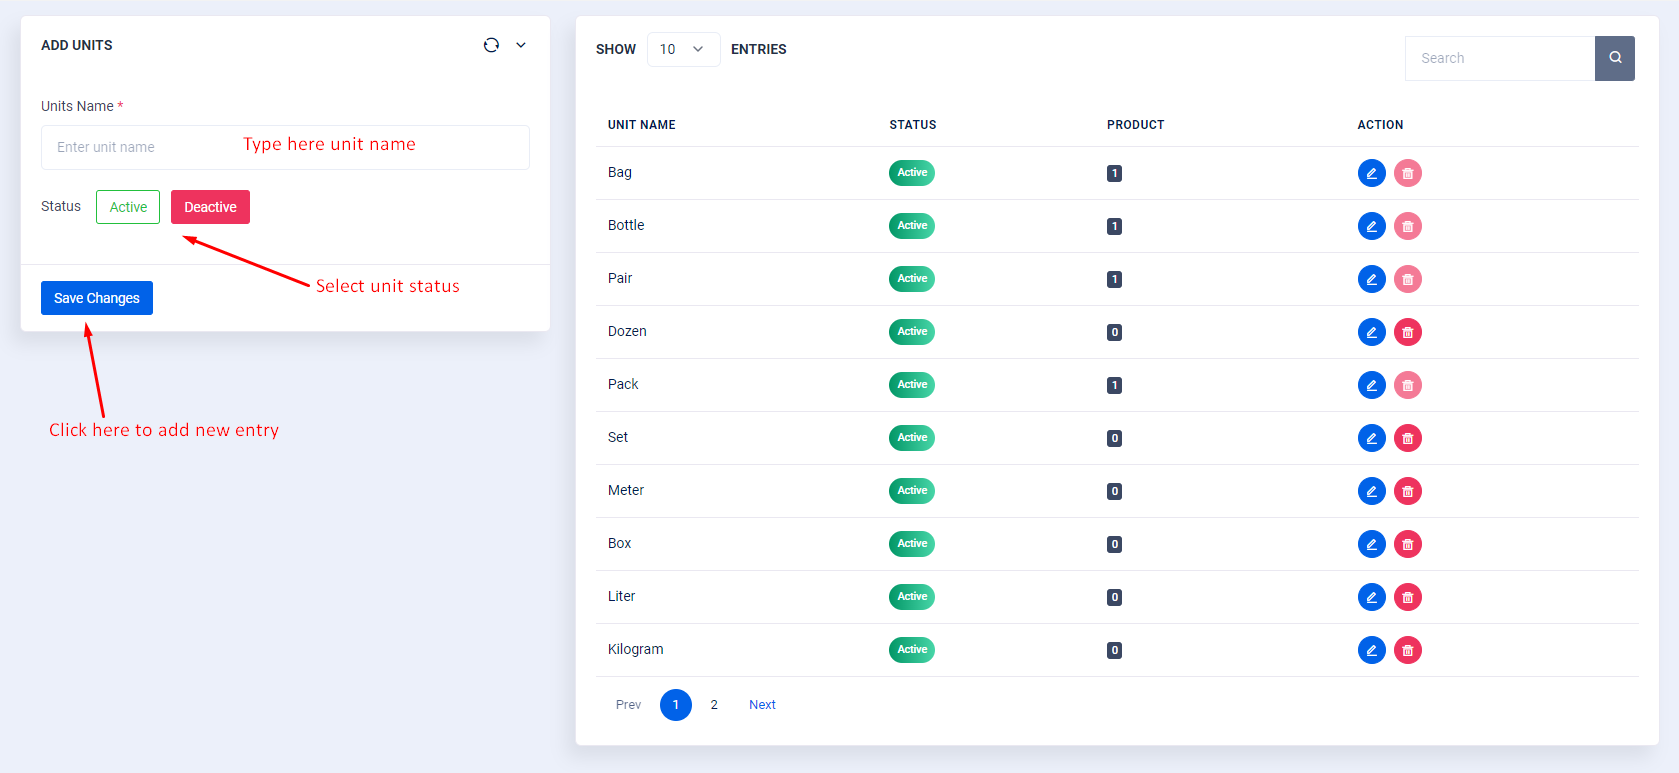 ADD UNITS
Units Name *
Enter unit name
Type here unit name
Status Active Deactive
Select unit status
Save Changes
Click here to add new entry
SHOW 10 ENTRIES
Search
UNIT NAME STATUS PRODUCT ACTION
Bag Active 1
Bottle Active 1
Pair Active 1
Dozen Active 0
Pack Active 1
Set Active 0
Meter Active 0
Box Active 0
Liter Active 0
Kilogram Active 0
Prev 1 2 Next